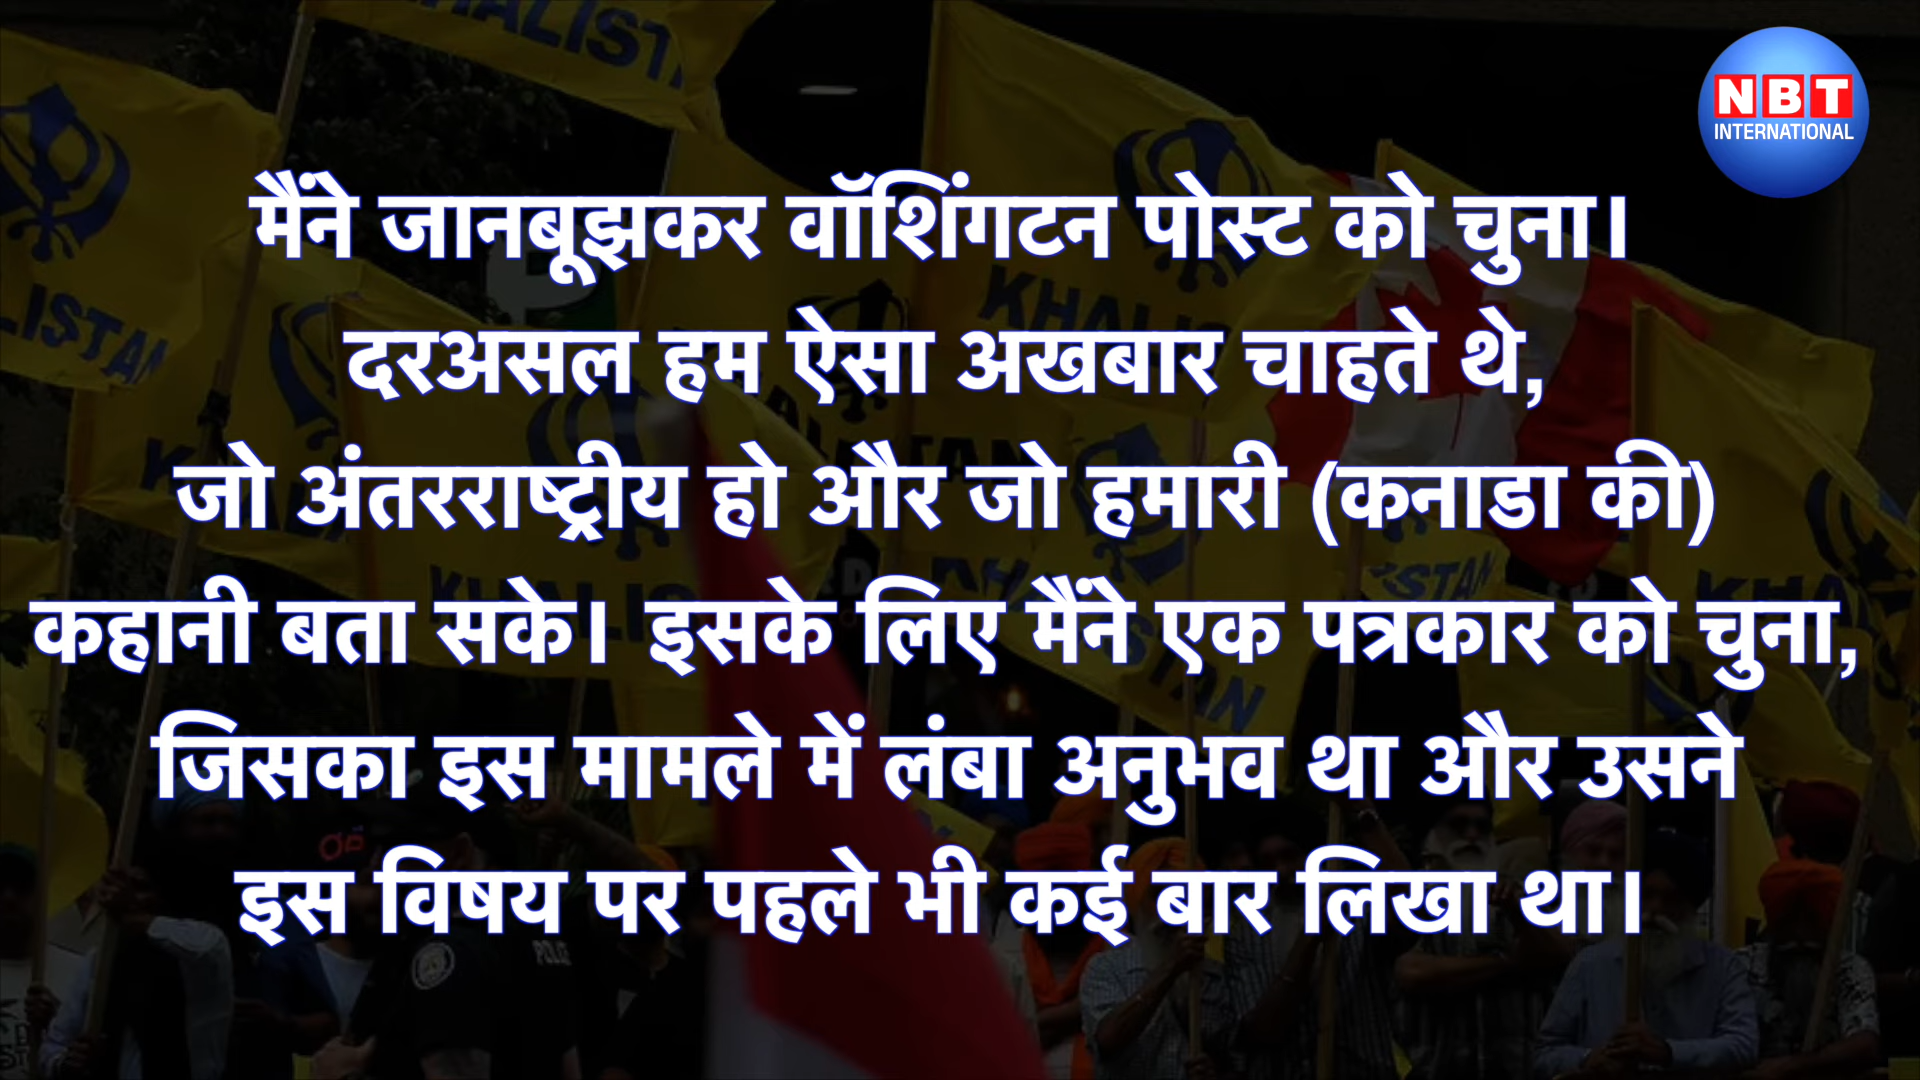 NBT
INTERNATIONAL
मैंने जानबूझकर वॉशिंगटन पोस्ट को चुना।
दरअसल हम ऐसा अखबार चाहते थे,
जो अंतरराष्ट्रीय हो और जो हमारी (कनाडा की)
कहानी बता सके। इसके लिए मैंने एक पत्रकार को चुना,
जिसका इस मामले में लंबा अनुभव था और उसने
इस विषय पर पहले भी कई बार लिखा था।